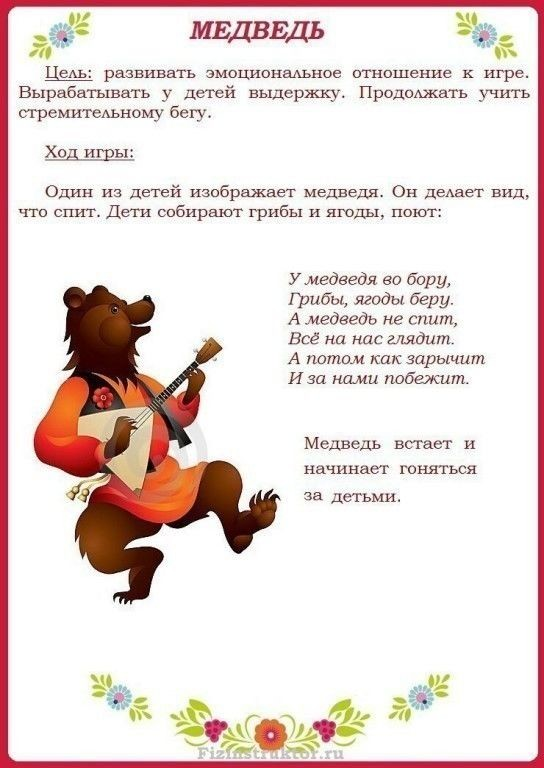 МЕДВЕДЬ
Цель: развивать эмоциональное отношение к игре.
Вырабатывать у детей выдержку. Продолжать учить
стремительному бегу.
Ход игры:
Один из детей изображает медведя. Он делает вид,
что спит. Дети собирают грибы и ягоды, поют:
У медведя во бору,
Грибы, ягоды беру.
А медведь не спит,
Всё на нас глядит.
А потом как зарычит
И за нами побежит.
Медведь встает и
начинает гоняться
за детьми.
Fizinstruktor.ru